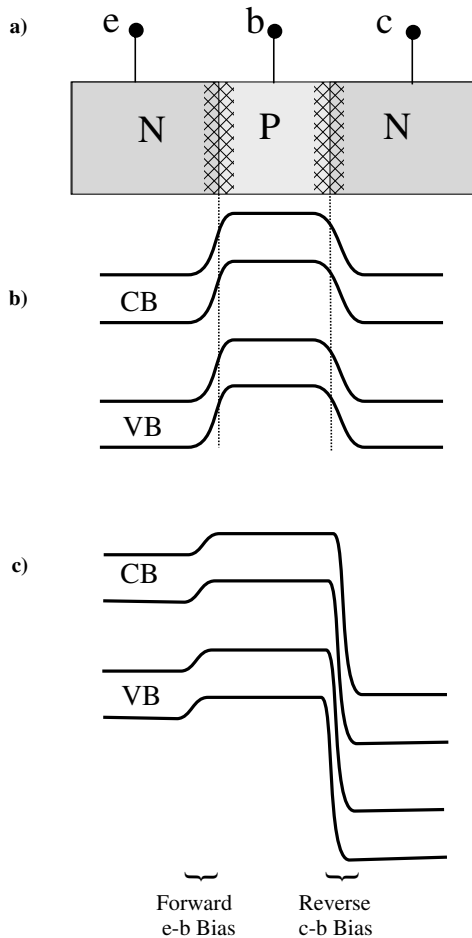 a)
e b c
N P N
b)
CB
VB
c)
CB
VB
Forward Reverse
e-b Bias c-b Bias